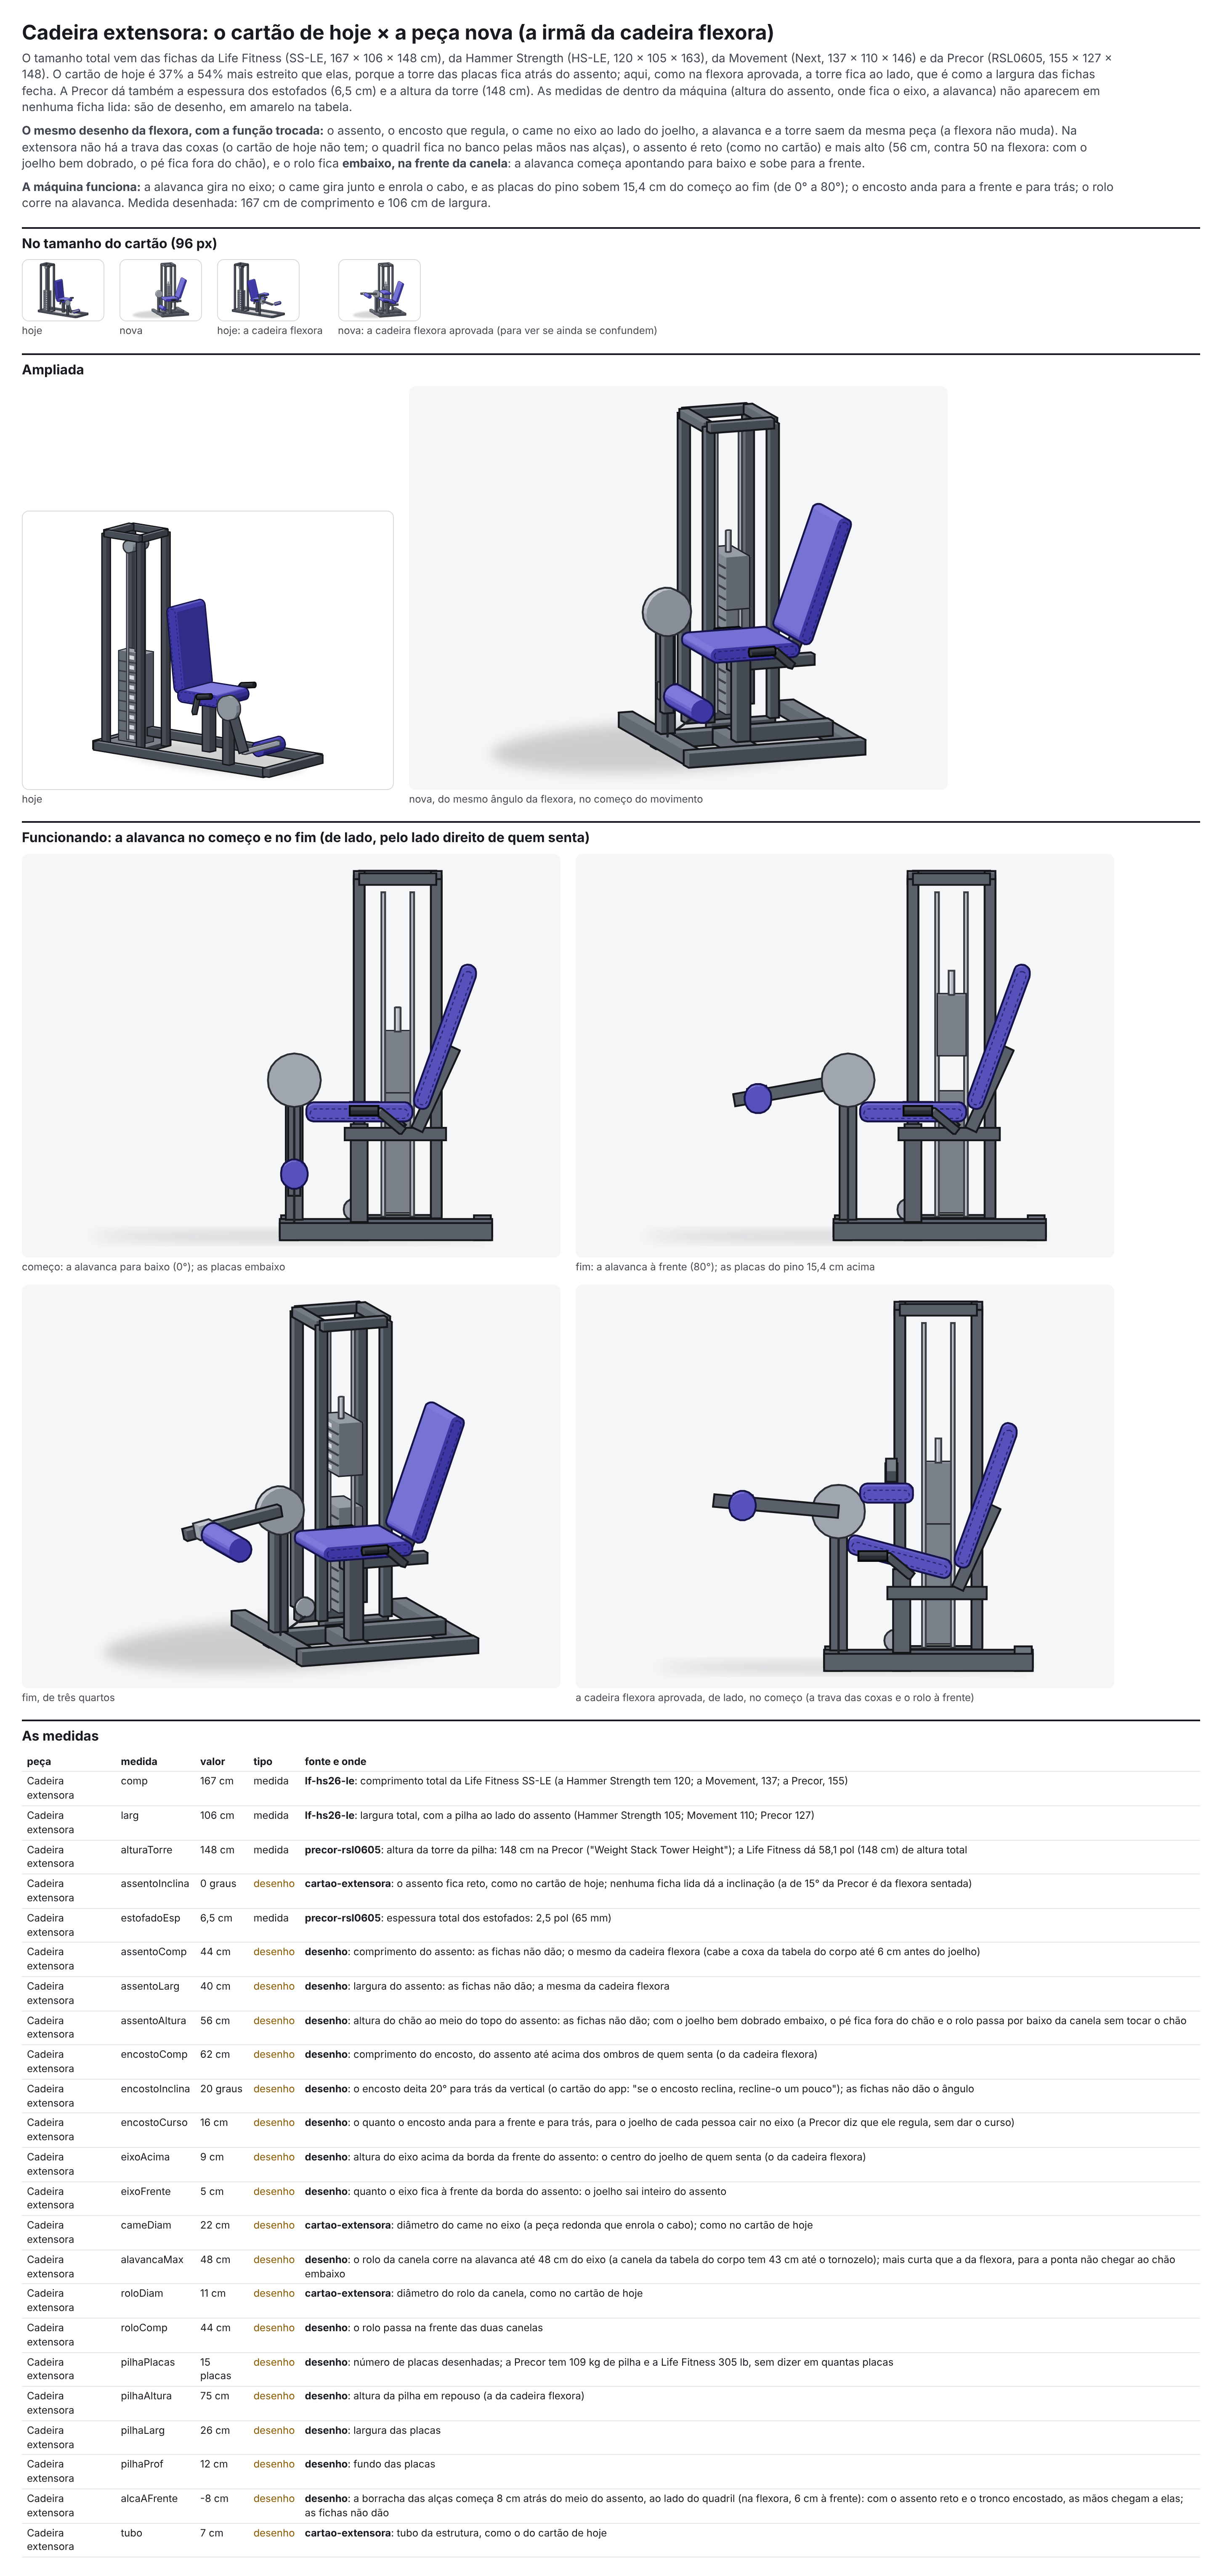 Cadeira extensora: o cartão de hoje × a peça nova (a irmã da cadeira flexora)
O tamanho total vem das fichas da Life Fitness (SS-LE, 167 × 106 × 148 cm), da Hammer Strength (HS-LE, 120 × 105 × 163), da Movement (Next, 137 × 110 × 146) e da Precor (RSL0605, 155 × 127 ×
148). O cartão de hoje é 37% a 54% mais estreito que elas, porque a torre das placas fica atrás do assento; aqui, como na flexora aprovada, a torre fica ao lado, que é como a largura das fichas
fecha. A Precor dá também a espessura dos estofados (6,5 cm) e a altura da torre (148 cm). As medidas de dentro da máquina (altura do assento, onde fica o eixo, a alavanca) não aparecem em
nenhuma ficha lida: são de desenho, em amarelo na tabela.
O mesmo desenho da flexora, com a função trocada: o assento, o encosto que regula, o came no eixo ao lado do joelho, a alavanca e a torre saem da mesma peça (a flexora não muda). Na
extensora não há a trava das coxas (o cartão de hoje não tem; o quadril fica no banco pelas mãos nas alças), o assento é reto (como no cartão) e mais alto (56 cm, contra 50 na flexora: com o
joelho bem dobrado, o pé fica fora do chão), e o rolo fica embaixo, na frente da canela: a alavanca começa apontando para baixo e sobe para a frente.
A máquina funciona: a alavanca gira no eixo; o came gira junto e enrola o cabo, e as placas do pino sobem 15,4 cm do começo ao fim (de 0° a 80°); o encosto anda para a frente e para trás; o rolo
corre na alavanca. Medida desenhada: 167 cm de comprimento e 106 cm de largura.
No tamanho do cartão (96 px)
hoje
nova
hoje: a cadeira flexora
nova: a cadeira flexora aprovada (para ver se ainda se confundem)
Ampliada
hoje
nova, do mesmo ângulo da flexora, no começo do movimento
Funcionando: a alavanca no começo e no fim (de lado, pelo lado direito de quem senta)
começo: a alavanca para baixo (0°); as placas embaixo
fim: a alavanca à frente (80°); as placas do pino 15,4 cm acima
fim, de três quartos
a cadeira flexora aprovada, de lado, no começo (a trava das coxas e o rolo à frente)
As medidas
peça medida valor tipo fonte e onde
Cadeira extensora comp 167 cm medida lf-hs26-le: comprimento total da Life Fitness SS-LE (a Hammer Strength tem 120; a Movement, 137; a Precor, 155)
Cadeira extensora larg 106 cm medida lf-hs26-le: largura total, com a pilha ao lado do assento (Hammer Strength 105; Movement 110; Precor 127)
Cadeira extensora alturaTorre 148 cm medida precor-rsl0605: altura da torre da pilha: 148 cm na Precor ("Weight Stack Tower Height"); a Life Fitness dá 58,1 pol (148 cm) de altura total
Cadeira extensora assentoInclina 0 graus desenho cartao-extensora: o assento fica reto, como no cartão de hoje; nenhuma ficha lida dá a inclinação (a de 15° da Precor é da flexora sentada)
Cadeira extensora estofadoEsp 6,5 cm medida precor-rsl0605: espessura total dos estofados: 2,5 pol (65 mm)
Cadeira extensora assentoComp 44 cm desenho desenho: comprimento do assento: as fichas não dão; o mesmo da cadeira flexora (cabe a coxa da tabela do corpo até 6 cm antes do joelho)
Cadeira extensora assentoLarg 40 cm desenho desenho: largura do assento: as fichas não dão; a mesma da cadeira flexora
Cadeira extensora assentoAltura 56 cm desenho desenho: altura do chão ao meio do topo do assento: as fichas não dão; com o joelho bem dobrado embaixo, o pé fica fora do chão e o rolo passa por baixo da canela sem tocar o chão
Cadeira extensora encostoComp 62 cm desenho desenho: comprimento do encosto, do assento até acima dos ombros de quem senta (o da cadeira flexora)
Cadeira extensora encostoInclina 20 graus desenho desenho: o encosto deita 20° para trás da vertical (o cartão do app: "se o encosto reclina, recline-o um pouco"); as fichas não dão o ângulo
Cadeira extensora encostoCurso 16 cm desenho desenho: o quanto o encosto anda para a frente e para trás, para o joelho de cada pessoa cair no eixo (a Precor diz que ele regula, sem dar o curso)
Cadeira extensora eixoAcima 9 cm desenho desenho: altura do eixo acima da borda da frente do assento: o centro do joelho de quem senta (o da cadeira flexora)
Cadeira extensora eixoFrente 5 cm desenho desenho: quanto o eixo fica à frente da borda do assento: o joelho sai inteiro do assento
Cadeira extensora cameDiam 22 cm desenho cartao-extensora: diâmetro do came no eixo (a peça redonda que enrola o cabo); como no cartão de hoje
Cadeira extensora alavancaMax 48 cm desenho desenho: o rolo da canela corre na alavanca até 48 cm do eixo (a canela da tabela do corpo tem 43 cm até o tornozelo); mais curta que a da flexora, para a ponta não chegar ao chão
embaixo
Cadeira extensora roloDiam 11 cm desenho cartao-extensora: diâmetro do rolo da canela, como no cartão de hoje
Cadeira extensora roloComp 44 cm desenho desenho: o rolo passa na frente das duas canelas
Cadeira extensora pilhaPlacas 15 placas desenho desenho: número de placas desenhadas; a Precor tem 109 kg de pilha e a Life Fitness 305 lb, sem dizer em quantas placas
Cadeira extensora pilhaAltura 75 cm desenho desenho: altura da pilha em repouso (a da cadeira flexora)
Cadeira extensora pilhaLarg 26 cm desenho desenho: largura das placas
Cadeira extensora pilhaProf 12 cm desenho desenho: fundo das placas
Cadeira extensora alcaAFrente -8 cm desenho desenho: a borracha das alças começa 8 cm atrás do meio do assento, ao lado do quadril (na flexora, 6 cm à frente): com o assento reto e o tronco encostado, as mãos chegam a elas;
as fichas não dão
Cadeira extensora tubo 7 cm desenho cartao-extensora: tubo da estrutura, como o do cartão de hoje